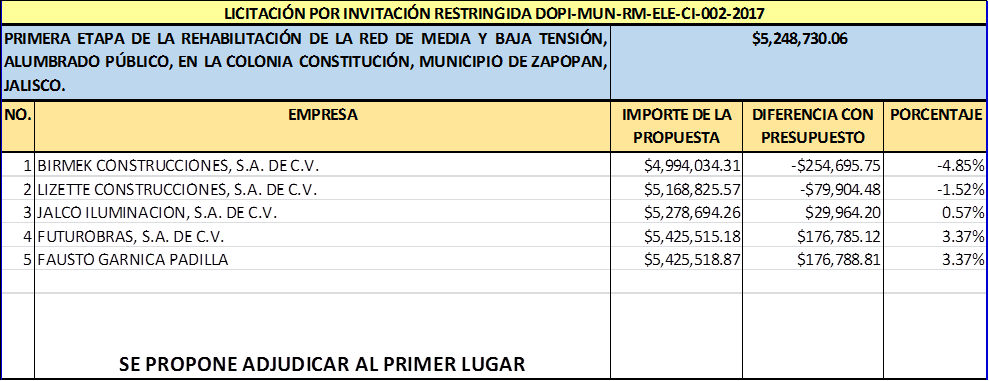 LICITACIÓN POR INVITACIÓN RESTRINGIDA DOPI-MUN-RM-ELE-CI-002-2017
PRIMERA ETAPA DE LA REHABILITACIÓN DE LA RED DE MEDIA Y BAJA TENSIÓN, $5,248,730.06
ALUMBRADO PÚBLICO, EN LA COLONIA CONSTITUCIÓN, MUNICIPIO DE ZAPOPAN,
JALISCO.
NO. EMPRESA IMPORTE DE LA DIFERENCIA CON PORCENTAJE
PROPUESTA PRESUPUESTO
1 BIRMEK CONSTRUCCIONES, S.A. DE C.V. $4,994,034.31 -$254,695.75 -4.85%
2 LIZETTE CONSTRUCCIONES, S.A. DE C.V. $5,168,825.57 -$79,904.48 -1.52%
3 JALCO ILUMINACIÓN, S.A. DE C.V. $5,278,694.26 $29,964.20 0.57%
4 FUTUROBRAS, S.A. DE C.V. $5,425,515.18 $176,785.12 3.37%
5 FAUSTO GARNICA PADILLA $5,425,518.87 $176,788.81 3.37%
SE PROPONE ADJUDICAR AL PRIMER LUGAR